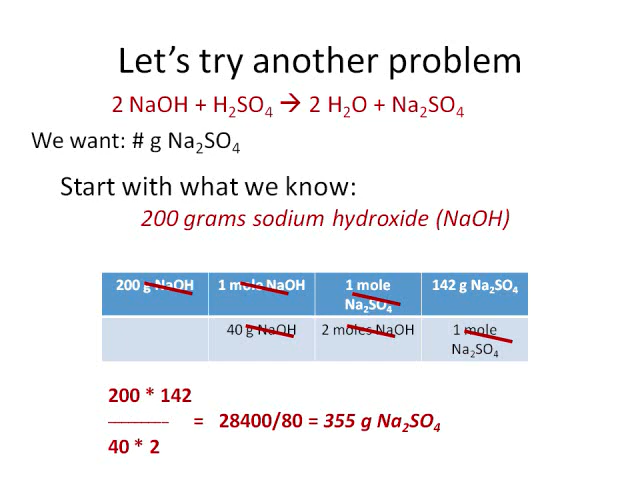 Let's try another problem
2 NaOH + H₂SO₄ → 2 H₂O + Na₂SO₄
We want: # g Na₂SO₄
Start with what we know:
200 grams sodium hydroxide (NaOH)
200 g NaOH 1 mole NaOH 1 mole Na₂SO₄ 142 g Na₂SO₄
40 g NaOH 2 moles NaOH 1 mole Na₂SO₄
200 * 142
________ = 28400/80 = 355 g Na₂SO₄
40 * 2